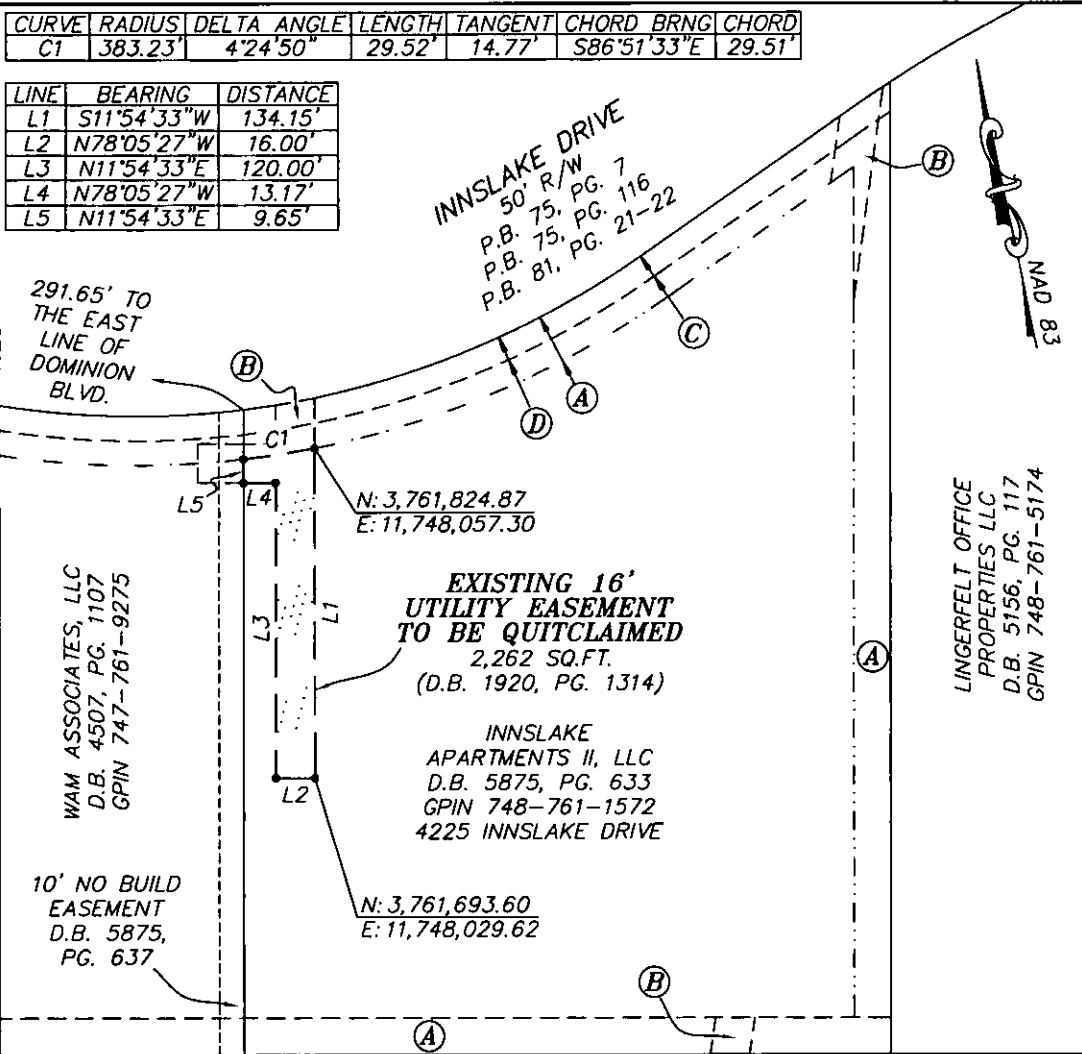 CURVE RADIUS DELTA ANGLE LENGTH TANGENT CHORD BRNG CHORD
C1 383.23' 4°24'50" 29.52' 14.77' S86°51'33"E 29.51'
LINE BEARING DISTANCE
L1 S11°54'33"W 134.15'
L2 N78°05'27"W 16.00'
L3 N11°54'33"E 120.00'
L4 N78°05'27"W 13.17'
L5 N11°54'33"E 9.65'
INNSLAKE DRIVE
50' R/W
P.B. 75, PG. 7
P.B. 75, PG. 116
P.B. 81, PG. 21-22
B
NAD 83
291.65' TO
THE EAST
LINE OF
DOMINION
BLVD.
B
C
A
D
C1
L5
L4
N: 3,761,824.87
E: 11,748,057.30
WAM ASSOCIATES, LLC
D.B. 4507, PG. 1107
GPIN 747-761-9275
L3
L1
EXISTING 16'
UTILITY EASEMENT
TO BE QUITCLAIMED
2,262 SQ.FT.
(D.B. 1920, PG. 1314)
INNSLAKE
APARTMENTS II, LLC
D.B. 5875, PG. 633
GPIN 748-761-1572
4225 INNSLAKE DRIVE
A
LINGERFELT OFFICE
PROPERTIES LLC
D.B. 5156, PG. 117
GPIN 748-761-5174
L2
10' NO BUILD
EASEMENT
D.B. 5875,
PG. 637
N: 3,761,693.60
E: 11,748,029.62
B
A